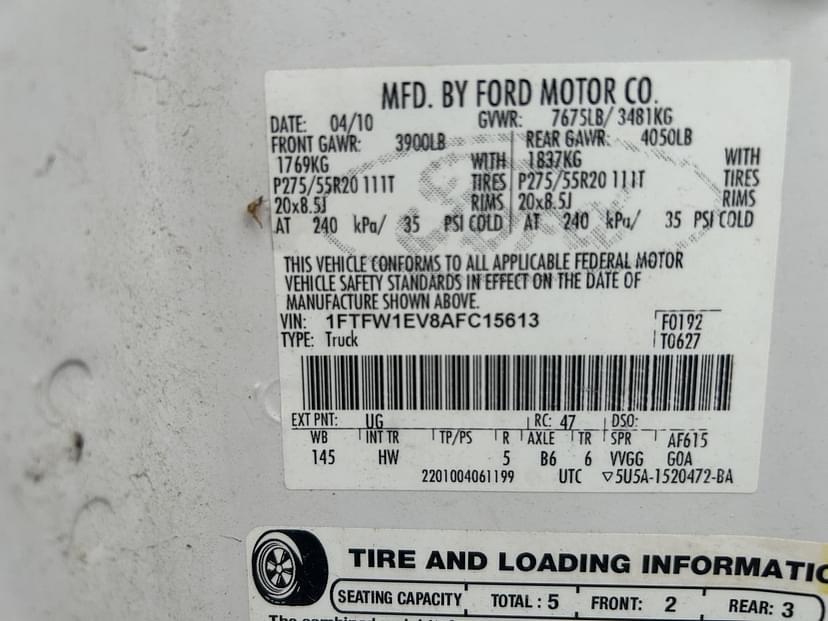 MFD. BY FORD MOTOR CO.
DATE: 04/10 GVWR: 7675LB/ 3481KG
FRONT GAWR: 3900LB REAR GAWR: 4050LB
1769KG WITH 1837KG WITH
P275/55R20 111T TIRES P275/55R20 111T TIRES
20x8.5J RIMS 20x8.5J RIMS
AT 240 kPa/ 35 PSI COLD AT 240 kPa/ 35 PSI COLD
THIS VEHICLE CONFORMS TO ALL APPLICABLE FEDERAL MOTOR
VEHICLE SAFETY STANDARDS IN EFFECT ON THE DATE OF
MANUFACTURE SHOWN ABOVE.
VIN: 1FTFW1EV8AFC15613 F0192
TYPE: Truck T0627
EXT PNT: UG RC: 47 DSO:
WB INT TR TP/PS R AXLE TR SPR AF615
145 HW 5 B6 6 VVGG G0A
2201004061199 UTC ▽5U5A-1520472-BA
TIRE AND LOADING INFORMATIO
SEATING CAPACITY TOTAL : 5 FRONT: 2 REAR: 3